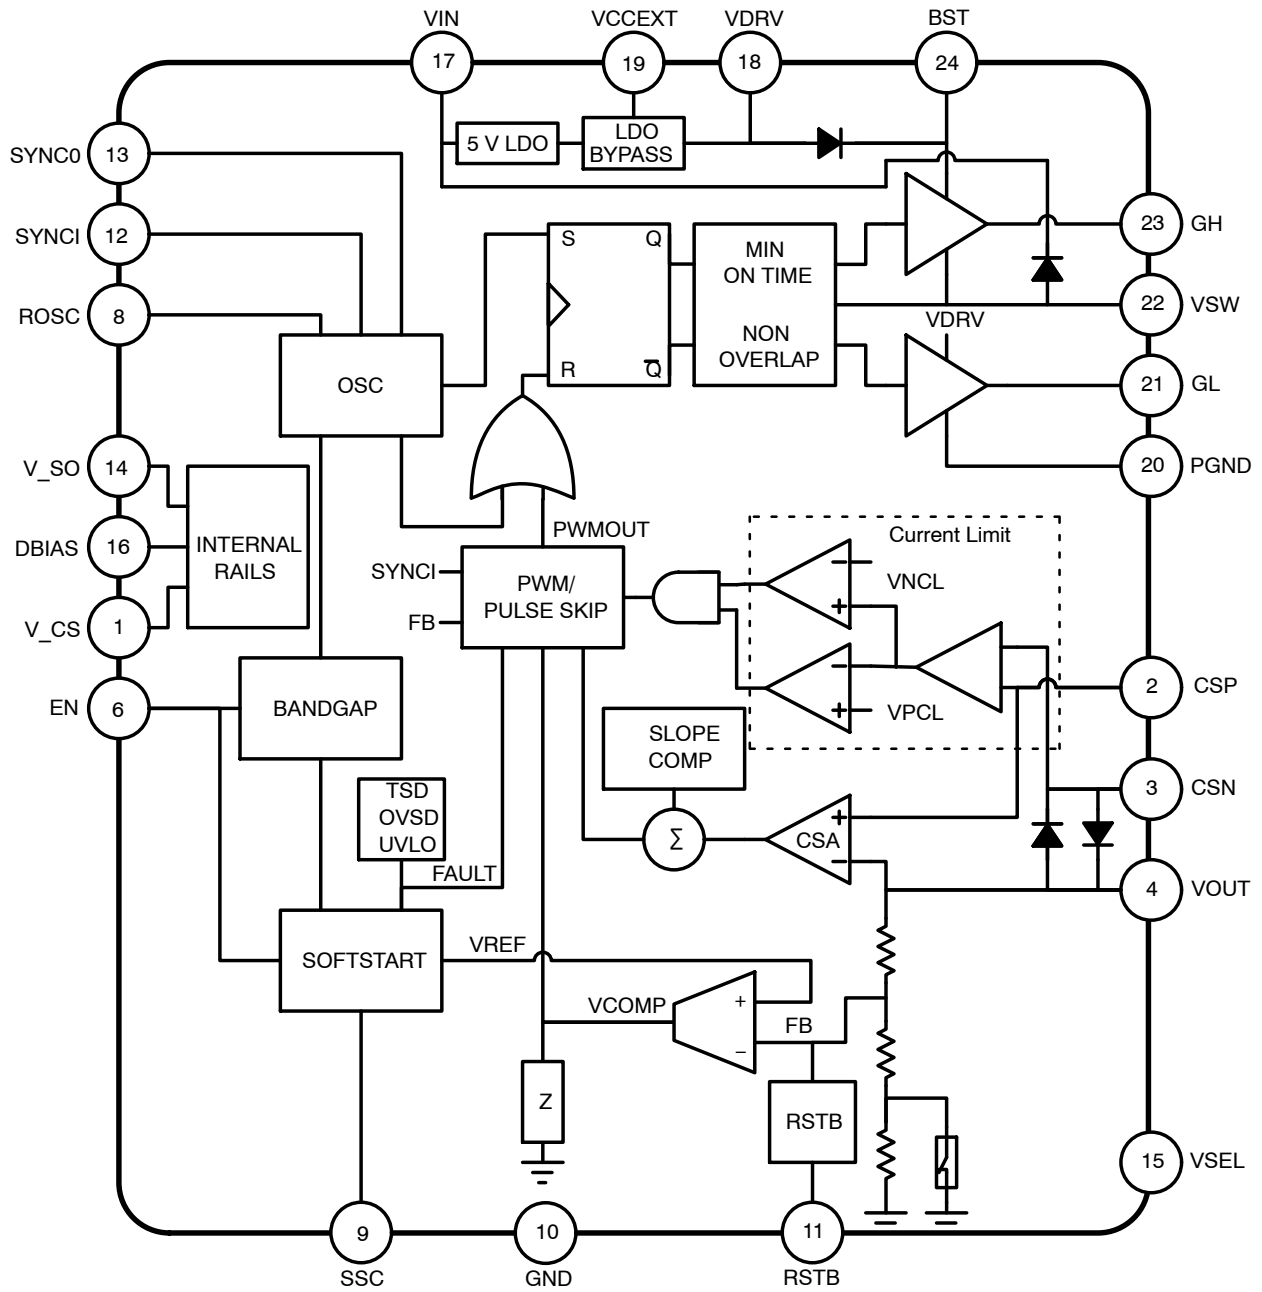 VIN
VCCEXT
VDRV
BST
17
19
18
24
SYNC0
13
5 V LDO
LDO
BYPASS
SYNCI
12
S
Q
MIN
ON TIME
23
GH
ROSC
8
22
VSW
VDRV
NON
OVERLAP
R
Q̅
OSC
21
GL
V_SO
14
20
PGND
PWMOUT
Current Limit
DBIAS
16
INTERNAL
RAILS
SYNCI
PWM/
PULSE SKIP
FB
−
VNCL
+
V_CS
1
−
VPCL
+
2
CSP
EN
6
BANDGAP
SLOPE
COMP
TSD
OVSD
UVLO
3
CSN
Σ
+
CSA
−
FAULT
4
VOUT
SOFTSTART
VREF
VCOMP
+
FB
−
Z
RSTB
15
VSEL
9
10
11
SSC
GND
RSTB